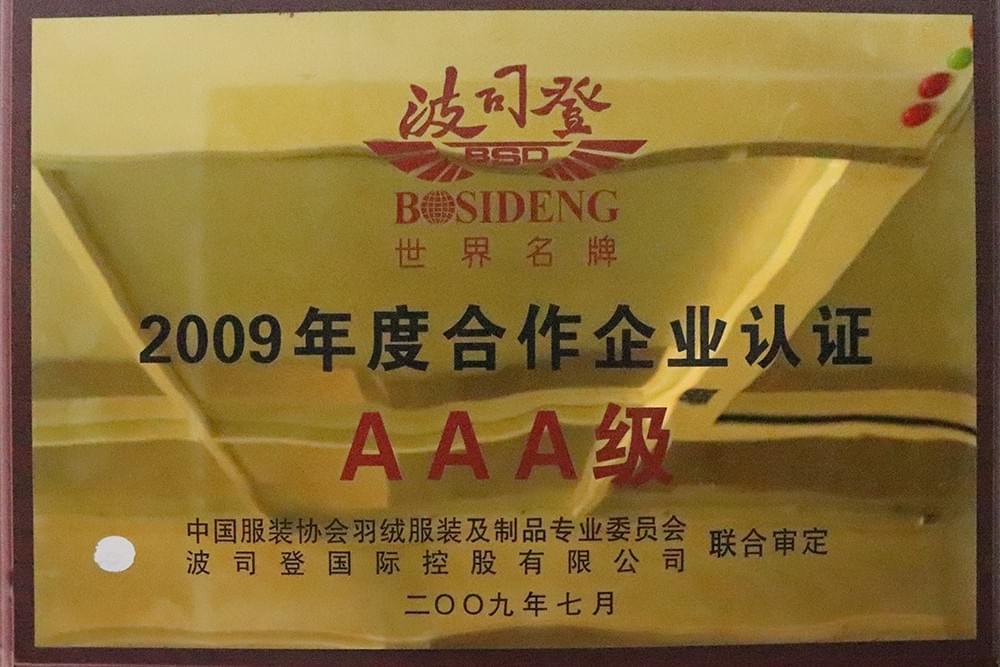 波司登
BSD
BOSIDENG
世界名牌
2009年度合作企业认证
AAA级
中国服装协会羽绒服装及制品专业委员会
波司登国际控股有限公司
联合审定
二〇〇九年七月